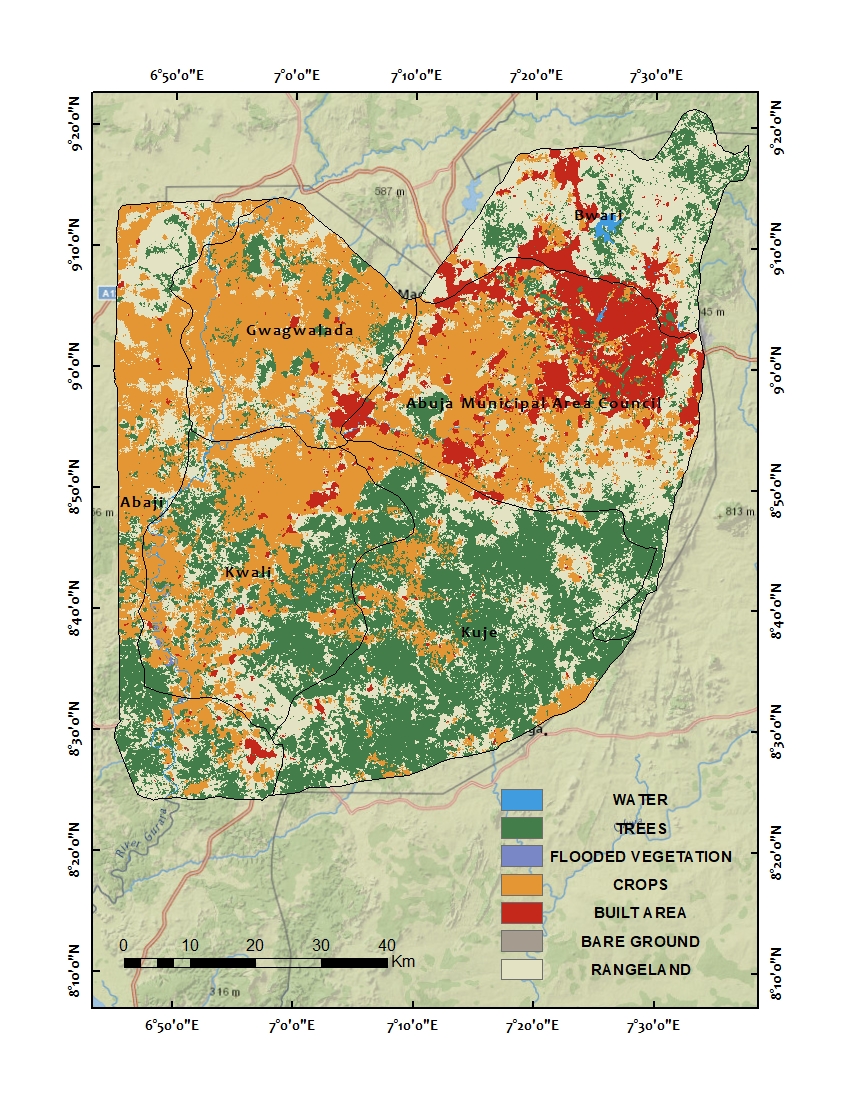 6°50'0"E 7°0'0"E 7°10'0"E 7°20'0"E 7°30'0"E
9°20'0"N 9°20'0"N
587 m
Bwari
9°10'0"N 9°10'0"N
A1
45 m
Gwagwalada
9°0'0"N 9°0'0"N
Abuja Municipal Area Council
8°50'0"N 8°50'0"N
Abaji
6 m 813 m
Kwali
8°40'0"N 8°40'0"N
Kuje
8°30'0"N 8°30'0"N
WATER
TREES
River Gurara
8°20'0"N 8°20'0"N
FLOODED VEGETATION
CROPS
BUILT AREA
BARE GROUND
RANGELAND
0 10 20 30 40
Km
8°10'0"N 8°10'0"N
316 m
6°50'0"E 7°0'0"E 7°10'0"E 7°20'0"E 7°30'0"E